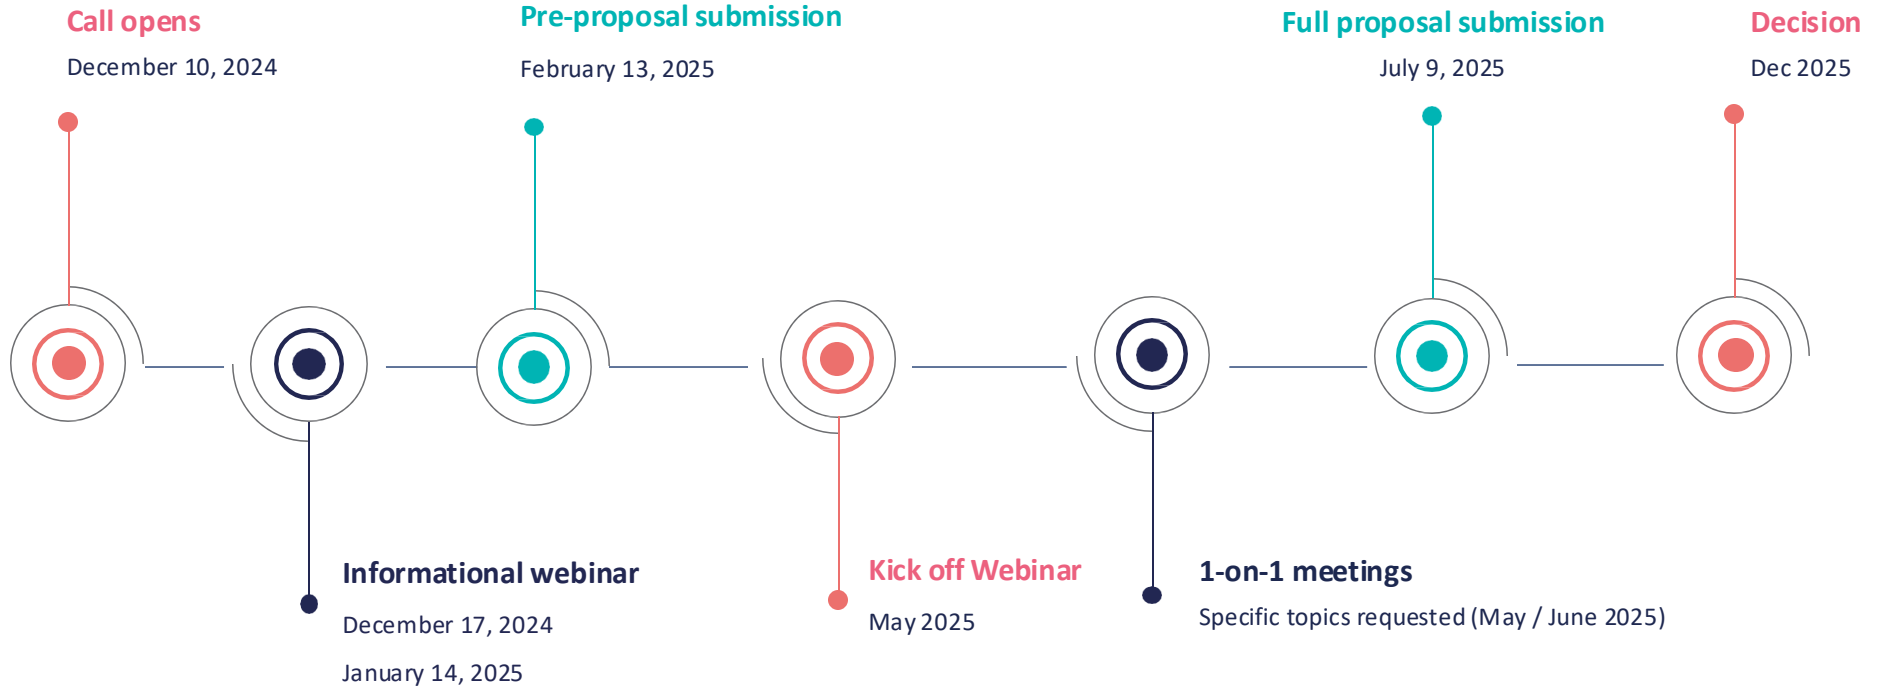 Call opens
December 10, 2024
Pre-proposal submission
February 13, 2025
Full proposal submission
July 9, 2025
Decision
Dec 2025
Informational webinar
December 17, 2024
January 14, 2025
Kick off Webinar
May 2025
1-on-1 meetings
Specific topics requested (May / June 2025)